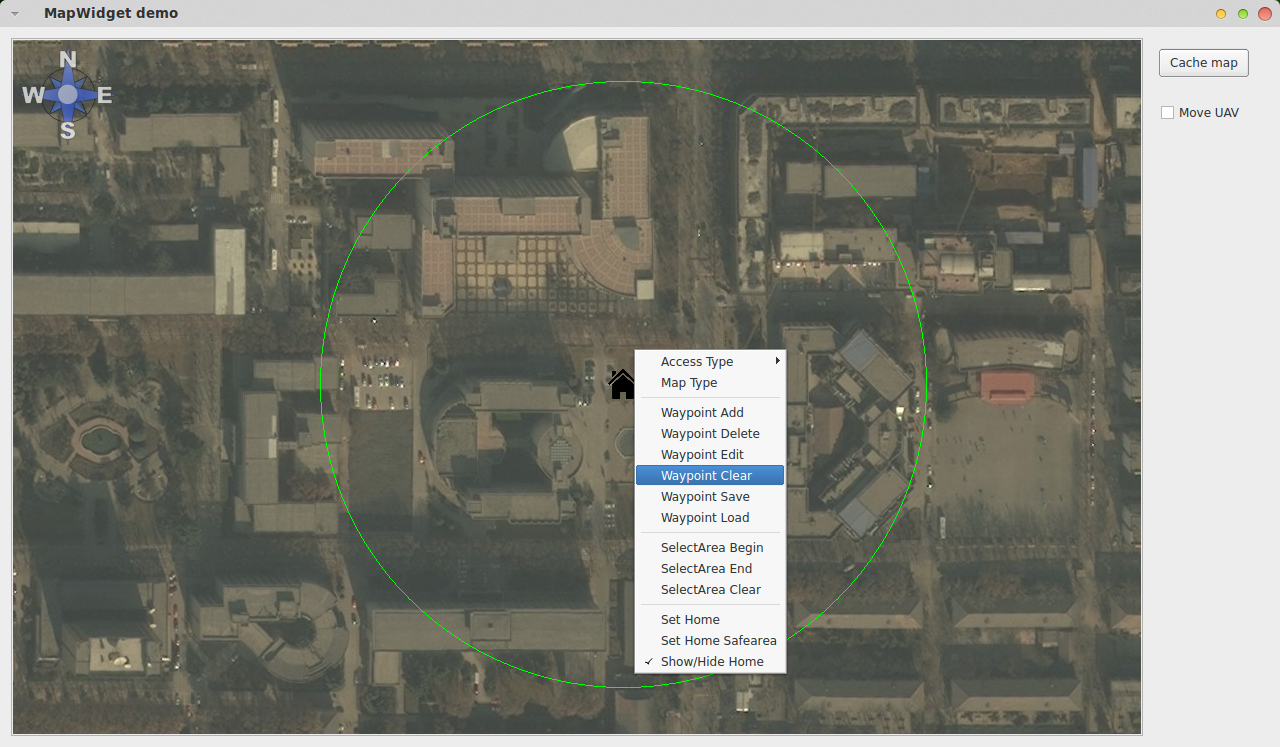 MapWidget demo
N
W E
S
Cache map
Move UAV
Access Type
Map Type
Waypoint Add
Waypoint Delete
Waypoint Edit
Waypoint Clear
Waypoint Save
Waypoint Load
SelectArea Begin
SelectArea End
SelectArea Clear
Set Home
Set Home Safearea
Show/Hide Home